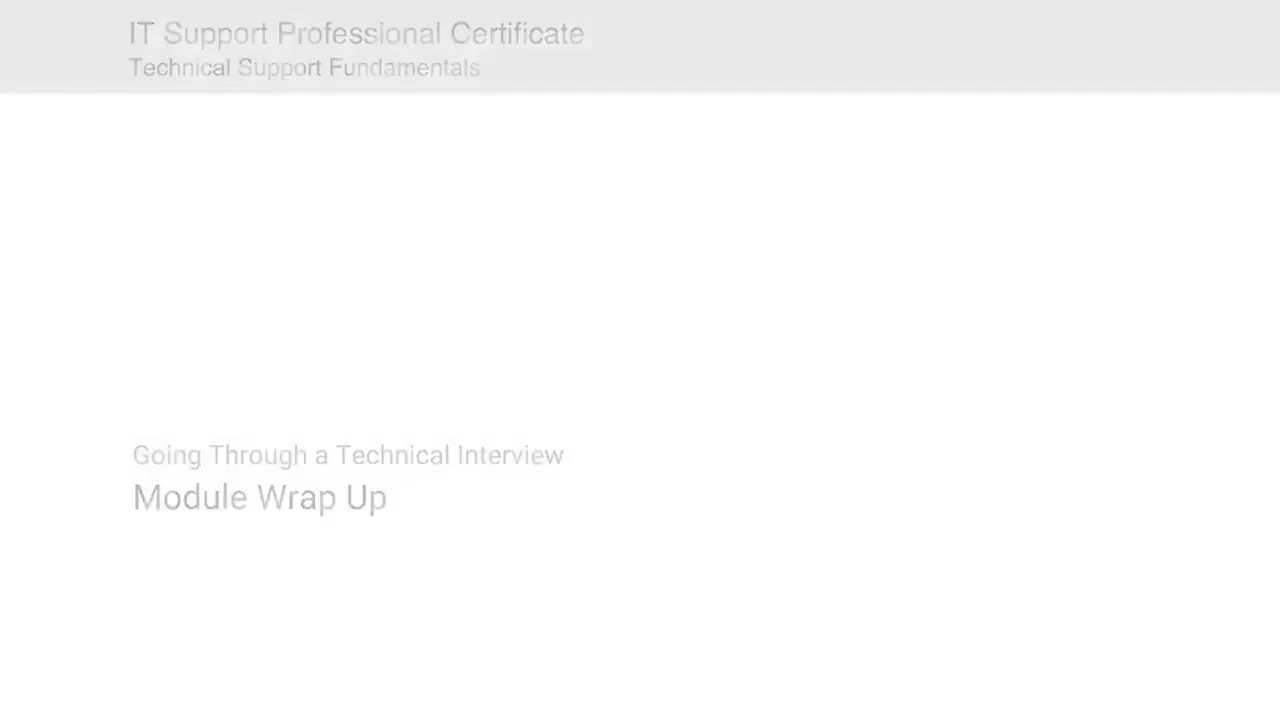 IT Support Professional Certificate
Technical Support Fundamentals
Going Through a Technical Interview
Module Wrap Up